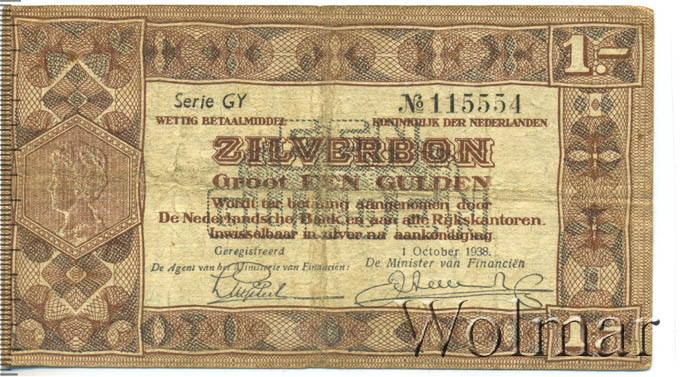 1.-
Serie GY № 115554
WETTIG BETAALMIDDEL KONINKRIJK DER NEDERLANDEN
ZILVERBON
Groot EEN GULDEN
Wordt ter betaling aangenomen door
De Nederlandsche Bank en aan alle Rijkskantoren.
Inwisselbaar in zilver na aankondiging.
Geregistreerd 1 October 1938.
De Agent van het Ministerie van Financiën: De Minister van Financiën
Wolmar